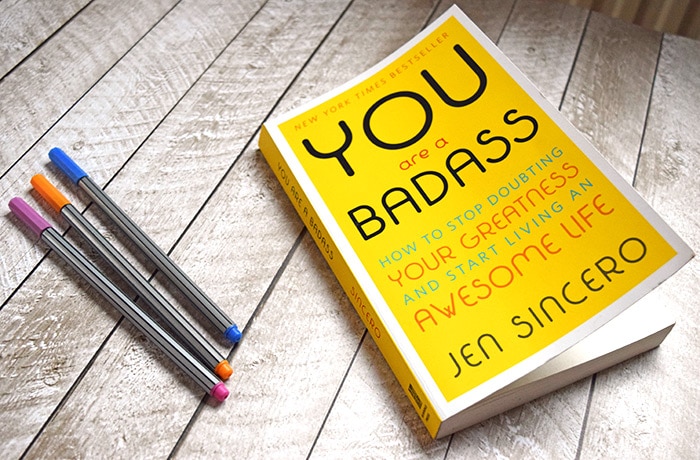 NEW YORK TIMES BESTSELLER
YOU
are a
BADASS
HOW TO STOP DOUBTING
YOUR GREATNESS
AND START LIVING AN
AWESOME LIFE
JEN SINCERO
YOU ARE A BADASS SINCERO